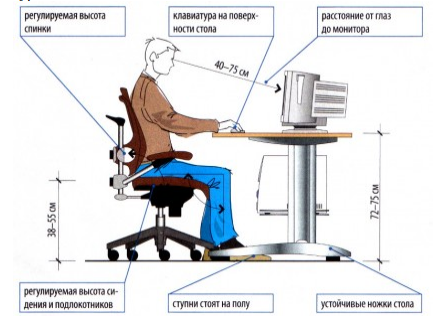 регулируемая высота
спинки
клавиатура на поверх-
ности стола
расстояние от глаз
до монитора
40–75 см
38–55 см
72–75 см
регулируемая высота си-
дения и подлокотников
ступни стоят на полу
устойчивые ножки стола